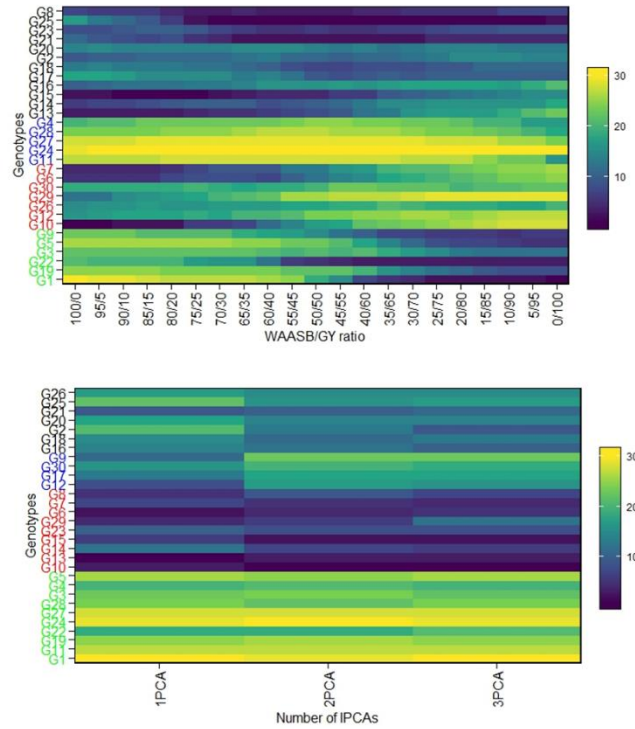 G8
G25
G23
G21
G20
G2
G18
G17
G16
G15
G14
G13
G4
G28
G27
G24
G11
G7
G6
G30
G29
G26
G12
G10
G9
G5
G3
G22
G19
G1
Genotypes
100/0
95/5
90/10
85/15
80/20
75/25
70/30
65/35
60/40
55/45
50/50
45/55
40/60
35/65
30/70
25/75
20/80
15/85
10/90
5/95
0/100
WAASB/GY ratio
30
20
10
G26
G25
G21
G20
G2
G18
G16
G9
G30
G17
G12
G8
G7
G6
G29
G23
G15
G14
G13
G10
G5
G4
G3
G28
G27
G24
G22
G19
G11
G1
Genotypes
1PCA
2PCA
3PCA
Number of IPCAs
30
20
10